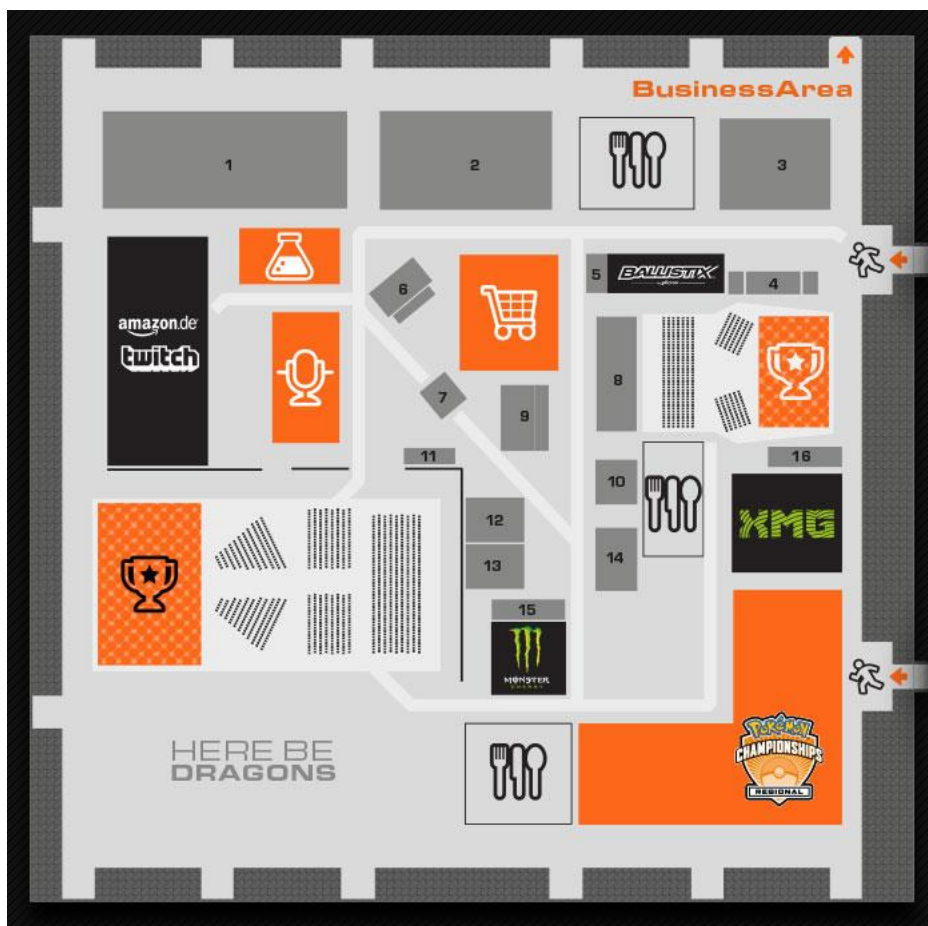 BusinessArea
1
2
3
amazon.de
twitch
6
5
BALLISTIX
4
7
8
9
11
16
10
12
XMG
13
14
15
MONSTER
ENERGY
HERE BE
DRAGONS
POKéMON
CHAMPIONSHIPS
REGIONAL